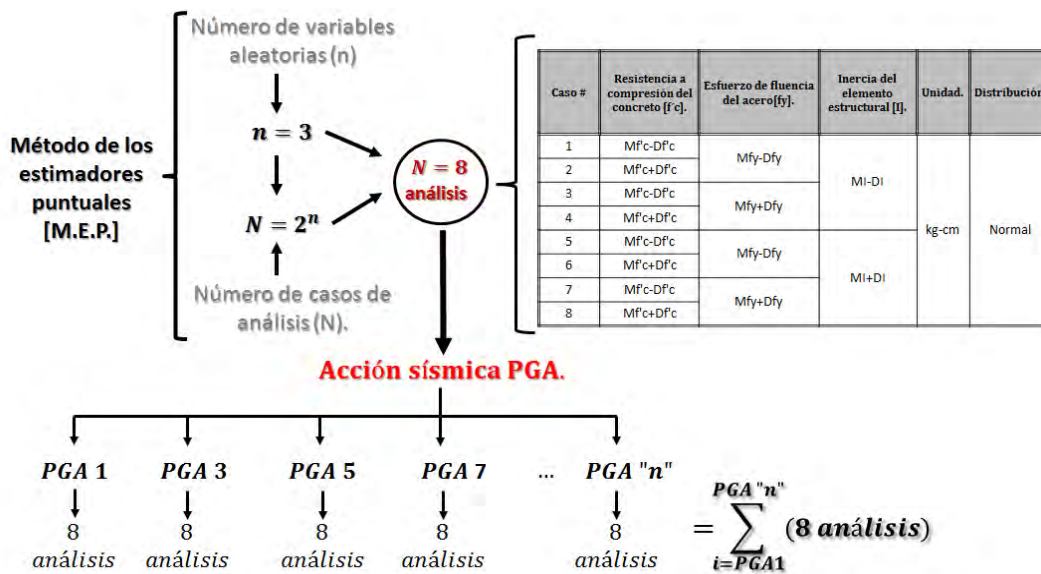 Método de los
estimadores
puntuales
[M.E.P.]
Número de variables
aleatorias (n)
n = 3
N = 2^n
Número de casos de
análisis (N).
N = 8
análisis
Caso #
Resistencia a
compresión del
concreto [f´c].
Esfuerzo de fluencia
del acero[fy].
Inercia del
elemento
estructural [I].
Unidad.
Distribución
1
Mf'c-Df'c
Mfy-Dfy
MI-DI
kg-cm
Normal
2
Mf'c+Df'c
3
Mf'c-Df'c
Mfy+Dfy
4
Mf'c+Df'c
5
Mf'c-Df'c
Mfy-Dfy
MI+DI
6
Mf'c+Df'c
7
Mf'c-Df'c
Mfy+Dfy
8
Mf'c+Df'c
Acción sísmica PGA.
PGA 1
PGA 3
PGA 5
PGA 7
...
PGA "n"
8
análisis
8
análisis
8
análisis
8
análisis
8
análisis
PGA "n"
= ∑ (8 análisis)
i=PGA1